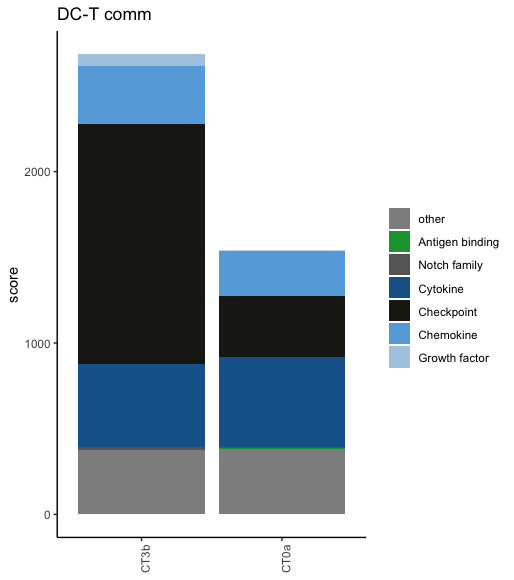 DC-T comm
score
2000
1000
0
CT3b
CT0a
other
Antigen binding
Notch family
Cytokine
Checkpoint
Chemokine
Growth factor